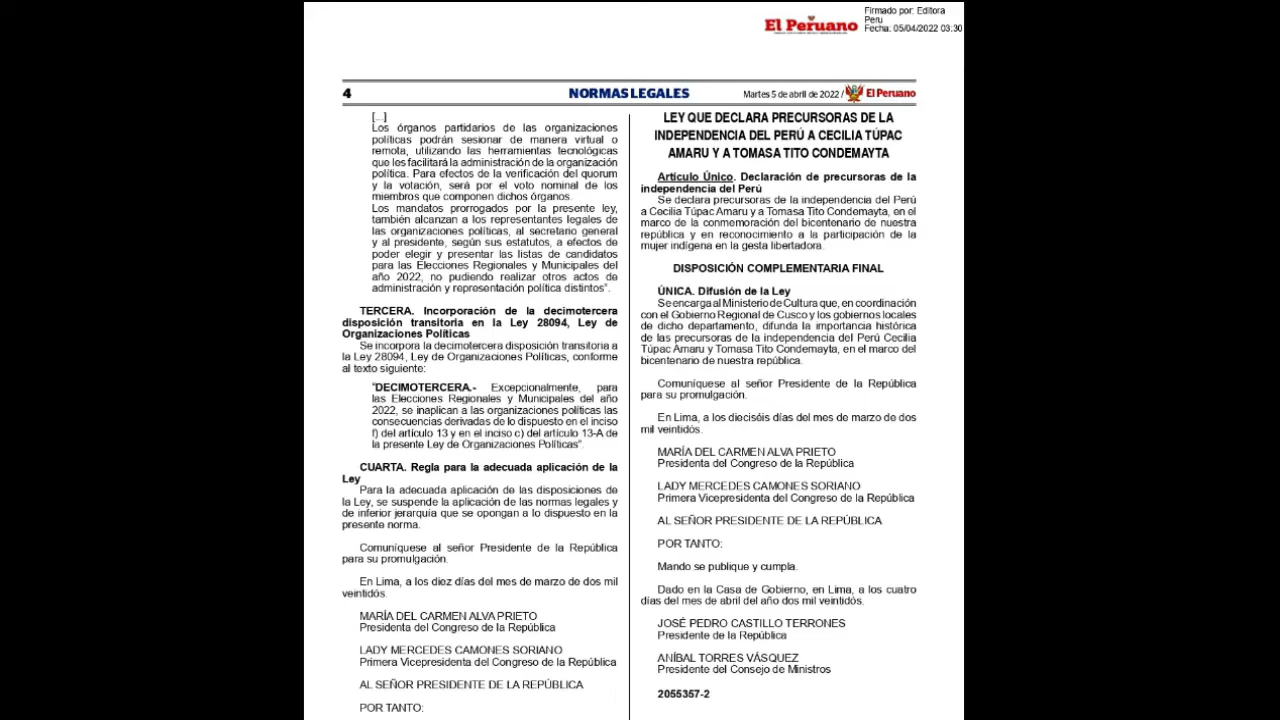 Firmado por: Editora
Peru
Fecha: 05/04/2022 03:30
El Peruano
4
NORMAS LEGALES
Martes 5 de abril de 2022 / El Peruano
[...]
Los órganos partidarios de las organizaciones
políticas podrán sesionar de manera virtual o
remota, utilizando las herramientas tecnológicas
que les facilitará la administración de la organización
política. Para efectos de la verificación del quorum
y la votación, será por el voto nominal de los
miembros que componen dichos órganos.
Los mandatos prorrogados por la presente ley,
también alcanzan a los representantes legales de
las organizaciones políticas, al secretario general
y al presidente, según sus estatutos, a efectos de
poder elegir y presentar las listas de candidatos
para las Elecciones Regionales y Municipales del
año 2022, no pudiendo realizar otros actos de
administración y representación política distintos”.
TERCERA. Incorporación de la decimotercera
disposición transitoria en la Ley 28094, Ley de
Organizaciones Políticas
Se incorpora la decimotercera disposición transitoria a
la Ley 28094, Ley de Organizaciones Políticas, conforme
al texto siguiente:
“DECIMOTERCERA.- Excepcionalmente, para
las Elecciones Regionales y Municipales del año
2022, se inaplican a las organizaciones políticas las
consecuencias derivadas de lo dispuesto en el inciso
f) del artículo 13 y en el inciso c) del artículo 13-A de
la presente Ley de Organizaciones Políticas”.
CUARTA. Regla para la adecuada aplicación de la
Ley
Para la adecuada aplicación de las disposiciones de
la Ley, se suspende la aplicación de las normas legales y
de inferior jerarquía que se opongan a lo dispuesto en la
presente norma.
Comuníquese al señor Presidente de la República
para su promulgación.
En Lima, a los diez días del mes de marzo de dos mil
veintidós.
MARÍA DEL CARMEN ALVA PRIETO
Presidenta del Congreso de la República
LADY MERCEDES CAMONES SORIANO
Primera Vicepresidenta del Congreso de la República
AL SEÑOR PRESIDENTE DE LA REPÚBLICA
POR TANTO:
LEY QUE DECLARA PRECURSORAS DE LA
INDEPENDENCIA DEL PERÚ A CECILIA TÚPAC
AMARU Y A TOMASA TITO CONDEMAYTA
Artículo Único. Declaración de precursoras de la
independencia del Perú
Se declara precursoras de la independencia del Perú
a Cecilia Túpac Amaru y a Tomasa Tito Condemayta, en el
marco de la conmemoración del bicentenario de nuestra
república y en reconocimiento a la participación de la
mujer indígena en la gesta libertadora.
DISPOSICIÓN COMPLEMENTARIA FINAL
ÚNICA. Difusión de la Ley
Se encarga al Ministerio de Cultura que, en coordinación
con el Gobierno Regional de Cusco y los gobiernos locales
de dicho departamento, difunda la importancia histórica
de las precursoras de la independencia del Perú Cecilia
Túpac Amaru y Tomasa Tito Condemayta, en el marco del
bicentenario de nuestra república.
Comuníquese al señor Presidente de la República
para su promulgación.
En Lima, a los dieciséis días del mes de marzo de dos
mil veintidós.
MARÍA DEL CARMEN ALVA PRIETO
Presidenta del Congreso de la República
LADY MERCEDES CAMONES SORIANO
Primera Vicepresidenta del Congreso de la República
AL SEÑOR PRESIDENTE DE LA REPÚBLICA
POR TANTO:
Mando se publique y cumpla.
Dado en la Casa de Gobierno, en Lima, a los cuatro
días del mes de abril del año dos mil veintidós.
JOSÉ PEDRO CASTILLO TERRONES
Presidente de la República
ANÍBAL TORRES VÁSQUEZ
Presidente del Consejo de Ministros
2055357-2